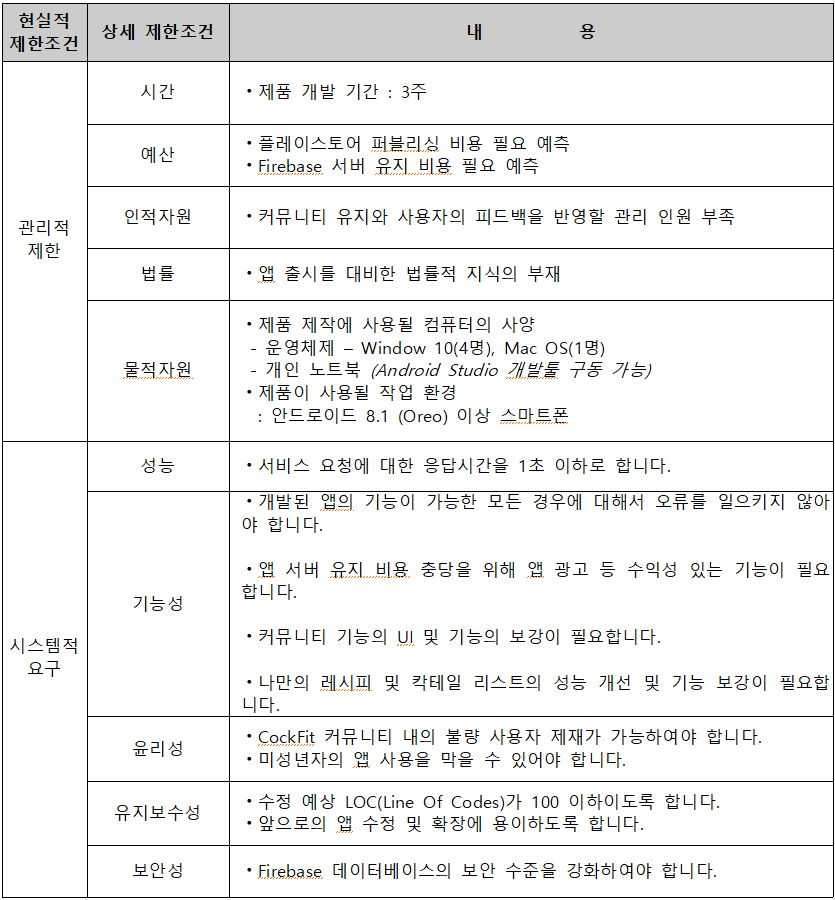 현실적
제한조건
상세 제한조건
내 용
관리적
제한
시간
•제품 개발 기간 : 3주
예산
•플레이스토어 퍼블리싱 비용 필요 예측
•Firebase 서버 유지 비용 필요 예측
인적자원
•커뮤니티 유지와 사용자의 피드백을 반영할 관리 인원 부족
법률
•앱 출시를 대비한 법률적 지식의 부재
물적자원
•제품 제작에 사용될 컴퓨터의 사양
- 운영체제 – Window 10(4명), Mac OS(1명)
- 개인 노트북 (Android Studio 개발툴 구동 가능)
•제품이 사용될 작업 환경
: 안드로이드 8.1 (Oreo) 이상 스마트폰
시스템적
요구
성능
•서비스 요청에 대한 응답시간을 1초 이하로 합니다.
기능성
•개발된 앱의 기능이 가능한 모든 경우에 대해서 오류를 일으키지 않아
야 합니다.
•앱 서버 유지 비용 충당을 위해 앱 광고 등 수익성 있는 기능이 필요
합니다.
•커뮤니티 기능의 UI 및 기능의 보강이 필요합니다.
•나만의 레시피 및 칵테일 리스트의 성능 개선 및 기능 보강이 필요합
니다.
윤리성
•CockFit 커뮤니티 내의 불량 사용자 제재가 가능하여야 합니다.
•미성년자의 앱 사용을 막을 수 있어야 합니다.
유지보수성
•수정 예상 LOC(Line Of Codes)가 100 이하이도록 합니다.
•앞으로의 앱 수정 및 확장에 용이하도록 합니다.
보안성
•Firebase 데이터베이스의 보안 수준을 강화하여야 합니다.